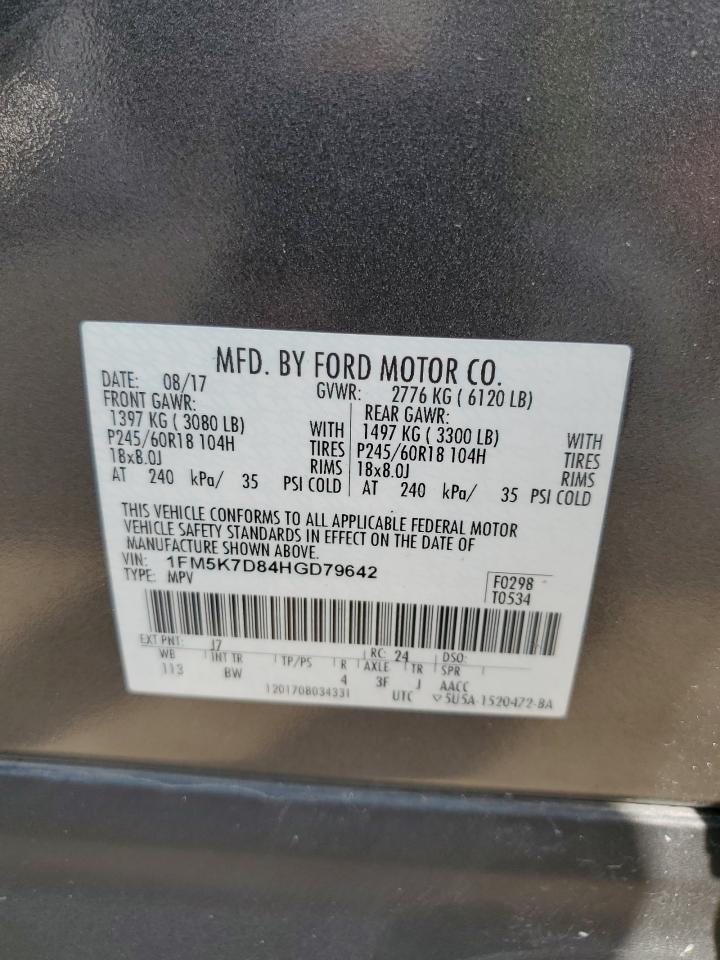 MFD. BY FORD MOTOR CO.
DATE: 08/17 GVWR: 2776 KG ( 6120 LB)
FRONT GAWR: REAR GAWR:
1397 KG ( 3080 LB) WITH 1497 KG ( 3300 LB) WITH
P245/60R18 104H TIRES P245/60R18 104H TIRES
18x8.0J RIMS 18x8.0J RIMS
AT 240 kPa/ 35 PSI COLD AT 240 kPa/ 35 PSI COLD
THIS VEHICLE CONFORMS TO ALL APPLICABLE FEDERAL MOTOR
VEHICLE SAFETY STANDARDS IN EFFECT ON THE DATE OF
MANUFACTURE SHOWN ABOVE.
VIN: 1FM5K7D84HGD79642
TYPE: MPV F0298
T0534
EXT PNT: J7 RC: 24 DSO:
WB INT TR TP/PS R AXLE TR SPR
113 BW 4 3F J AACC
1201708034331 UTC ▽5U5A-1520472-BA